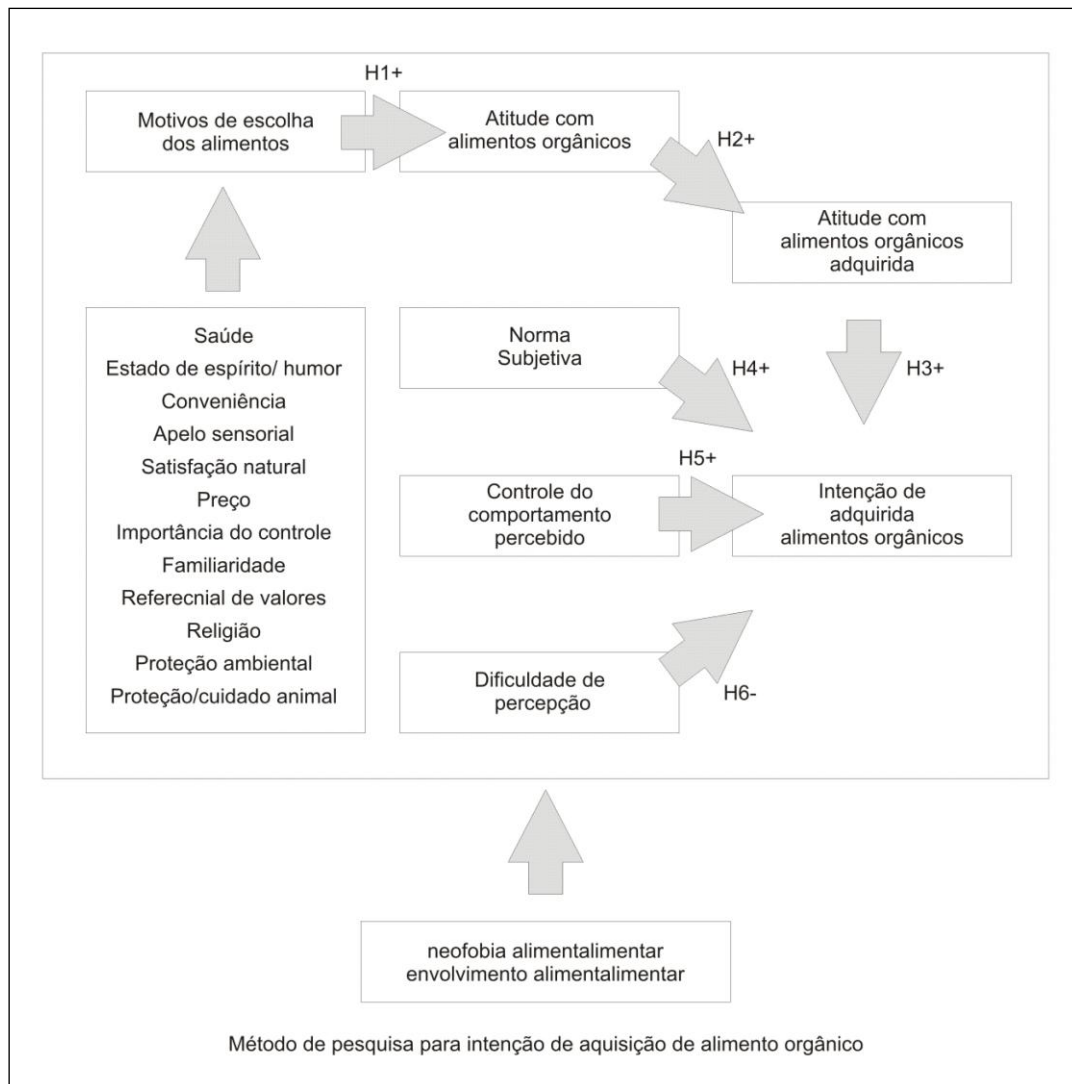 H1+
Motivos de escolha
dos alimentos
Atitude com
alimentos orgânicos
H2+
Atitude com
alimentos orgânicos
adquirida
Saúde
Estado de espírito/ humor
Conveniência
Apelo sensorial
Satisfação natural
Preço
Importância do controle
Familiaridade
Referecnial de valores
Religião
Proteção ambiental
Proteção/cuidado animal
Norma
Subjetiva
H4+
H3+
H5+
Controle do
comportamento
percebido
Intenção de
adquirida
alimentos orgânicos
Dificuldade de
percepção
H6-
neofobia alimentalimentar
envolvimento alimentalimentar
Método de pesquisa para intenção de aquisição de alimento orgânico